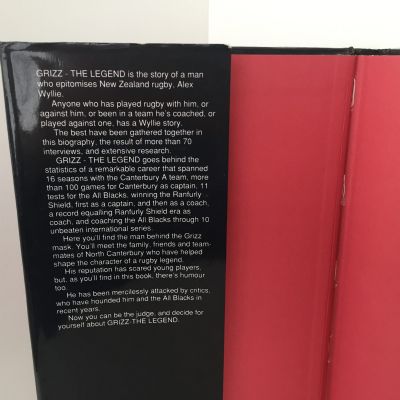 GRIZZ - THE LEGEND is the story of a man
who epitomises New Zealand rugby, Alex
Wyllie.
Anyone who has played rugby with him, or
against him, or been in a team he's coached, or
played against one, has a Wyllie story.
The best have been gathered together in
this biography, the result of more than 70
interviews, and extensive research.
GRIZZ - THE LEGEND goes behind the
statistics of a remarkable career that spanned
16 seasons with the Canterbury A team, more
than 100 games for Canterbury as captain, 11
tests for the All Blacks, winning the Ranfurly
Shield, first as a captain, and then as a coach,
a record equalling Ranfurly Shield era as
coach, and coaching the All Blacks through 10
unbeaten international series.
Here you'll find the man behind the Grizz
mask. You'll meet the family, friends and team-
mates of North Canterbury who have helped
shape the character of a rugby legend.
His reputation has scared young players,
but, as you'll find in this book, there's humour
too.
He has been mercilessly attacked by critics,
who have hounded him and the All Blacks in
recent years.
Now you can be the judge, and decide for
yourself about GRIZZ-THE LEGEND.